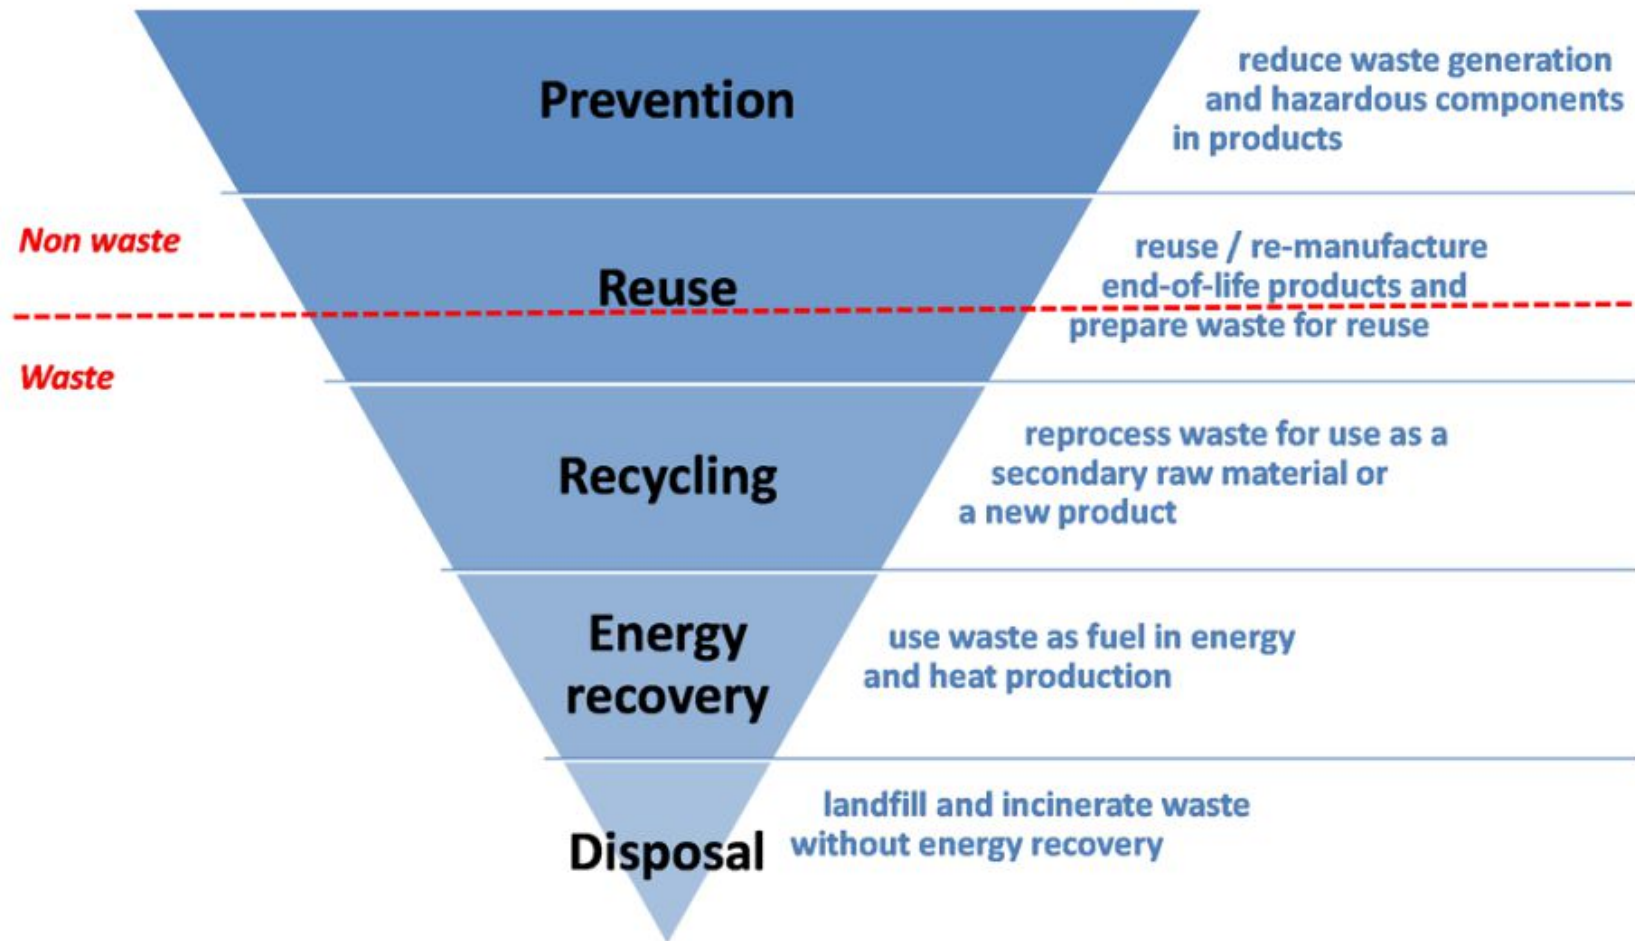 Prevention
reduce waste generation
and hazardous components
in products
Non waste
Reuse
reuse / re-manufacture
end-of-life products and
prepare waste for reuse
Waste
Recycling
reprocess waste for use as a
secondary raw material or
a new product
Energy
recovery
use waste as fuel in energy
and heat production
Disposal
landfill and incinerate waste
without energy recovery